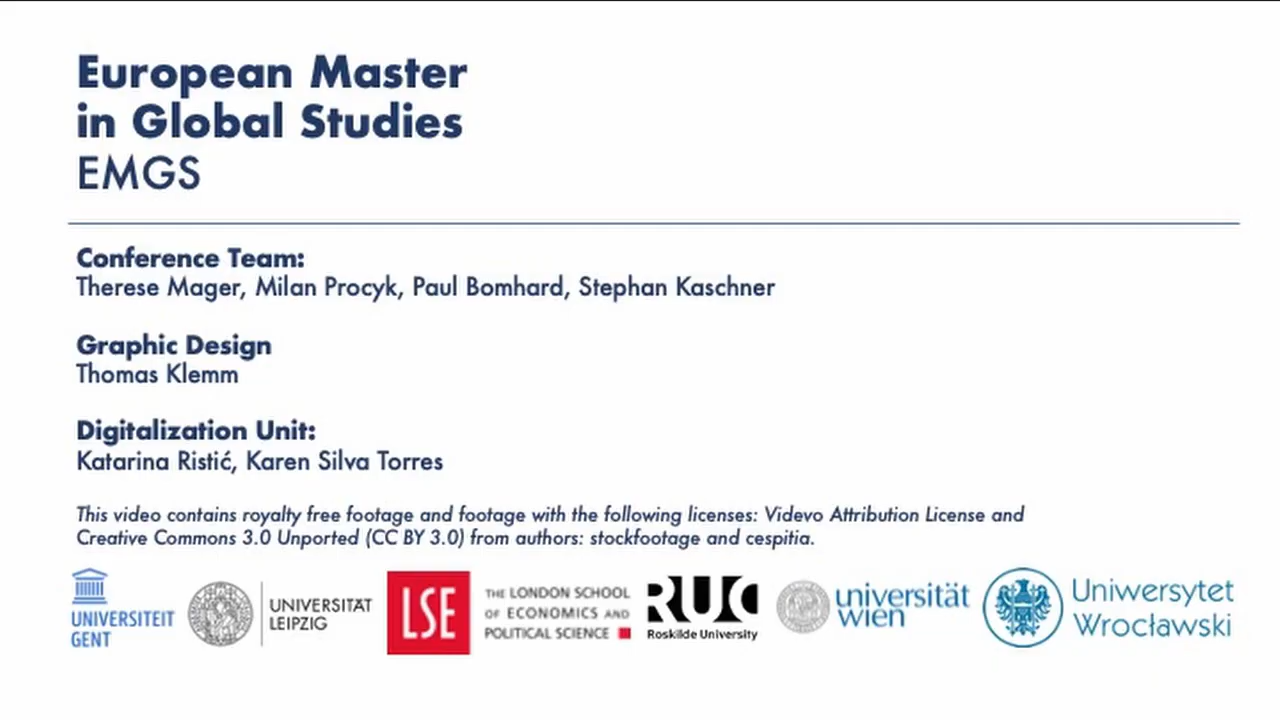 European Master
in Global Studies
EMGS
Conference Team:
Therese Mager, Milan Procyk, Paul Bomhard, Stephan Kaschner
Graphic Design
Thomas Klemm
Digitalization Unit:
Katarina Ristić, Karen Silva Torres
This video contains royalty free footage and footage with the following licenses: Videvo Attribution License and
Creative Commons 3.0 Unported (CC BY 3.0) from authors: stockfootage and cespitia.
UNIVERSITEIT
GENT
UNIVERSITÄT
LEIPZIG
LSE
THE LONDON SCHOOL
OF ECONOMICS AND
POLITICAL SCIENCE
RUC
Roskilde University
universität
wien
Uniwersytet
Wrocławski